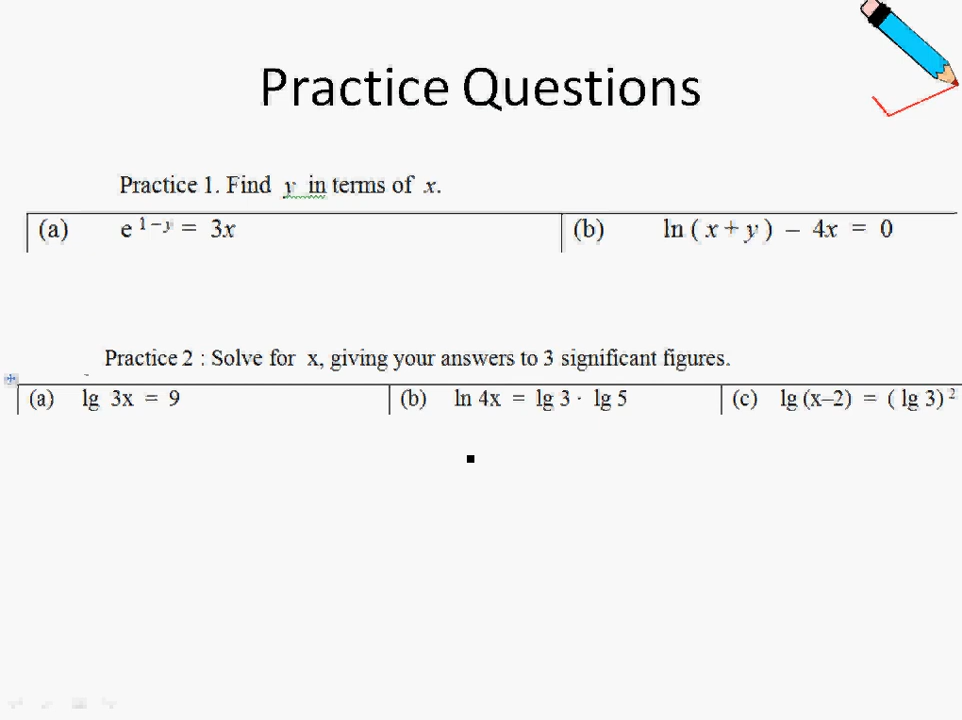 Practice Questions
Practice 1. Find y in terms of x.
(a) e^{1−y} = 3x (b) ln ( x + y ) − 4x = 0
Practice 2 : Solve for x, giving your answers to 3 significant figures.
(a) lg 3x = 9 (b) ln 4x = lg 3 · lg 5 (c) lg (x–2) = ( lg 3) ²